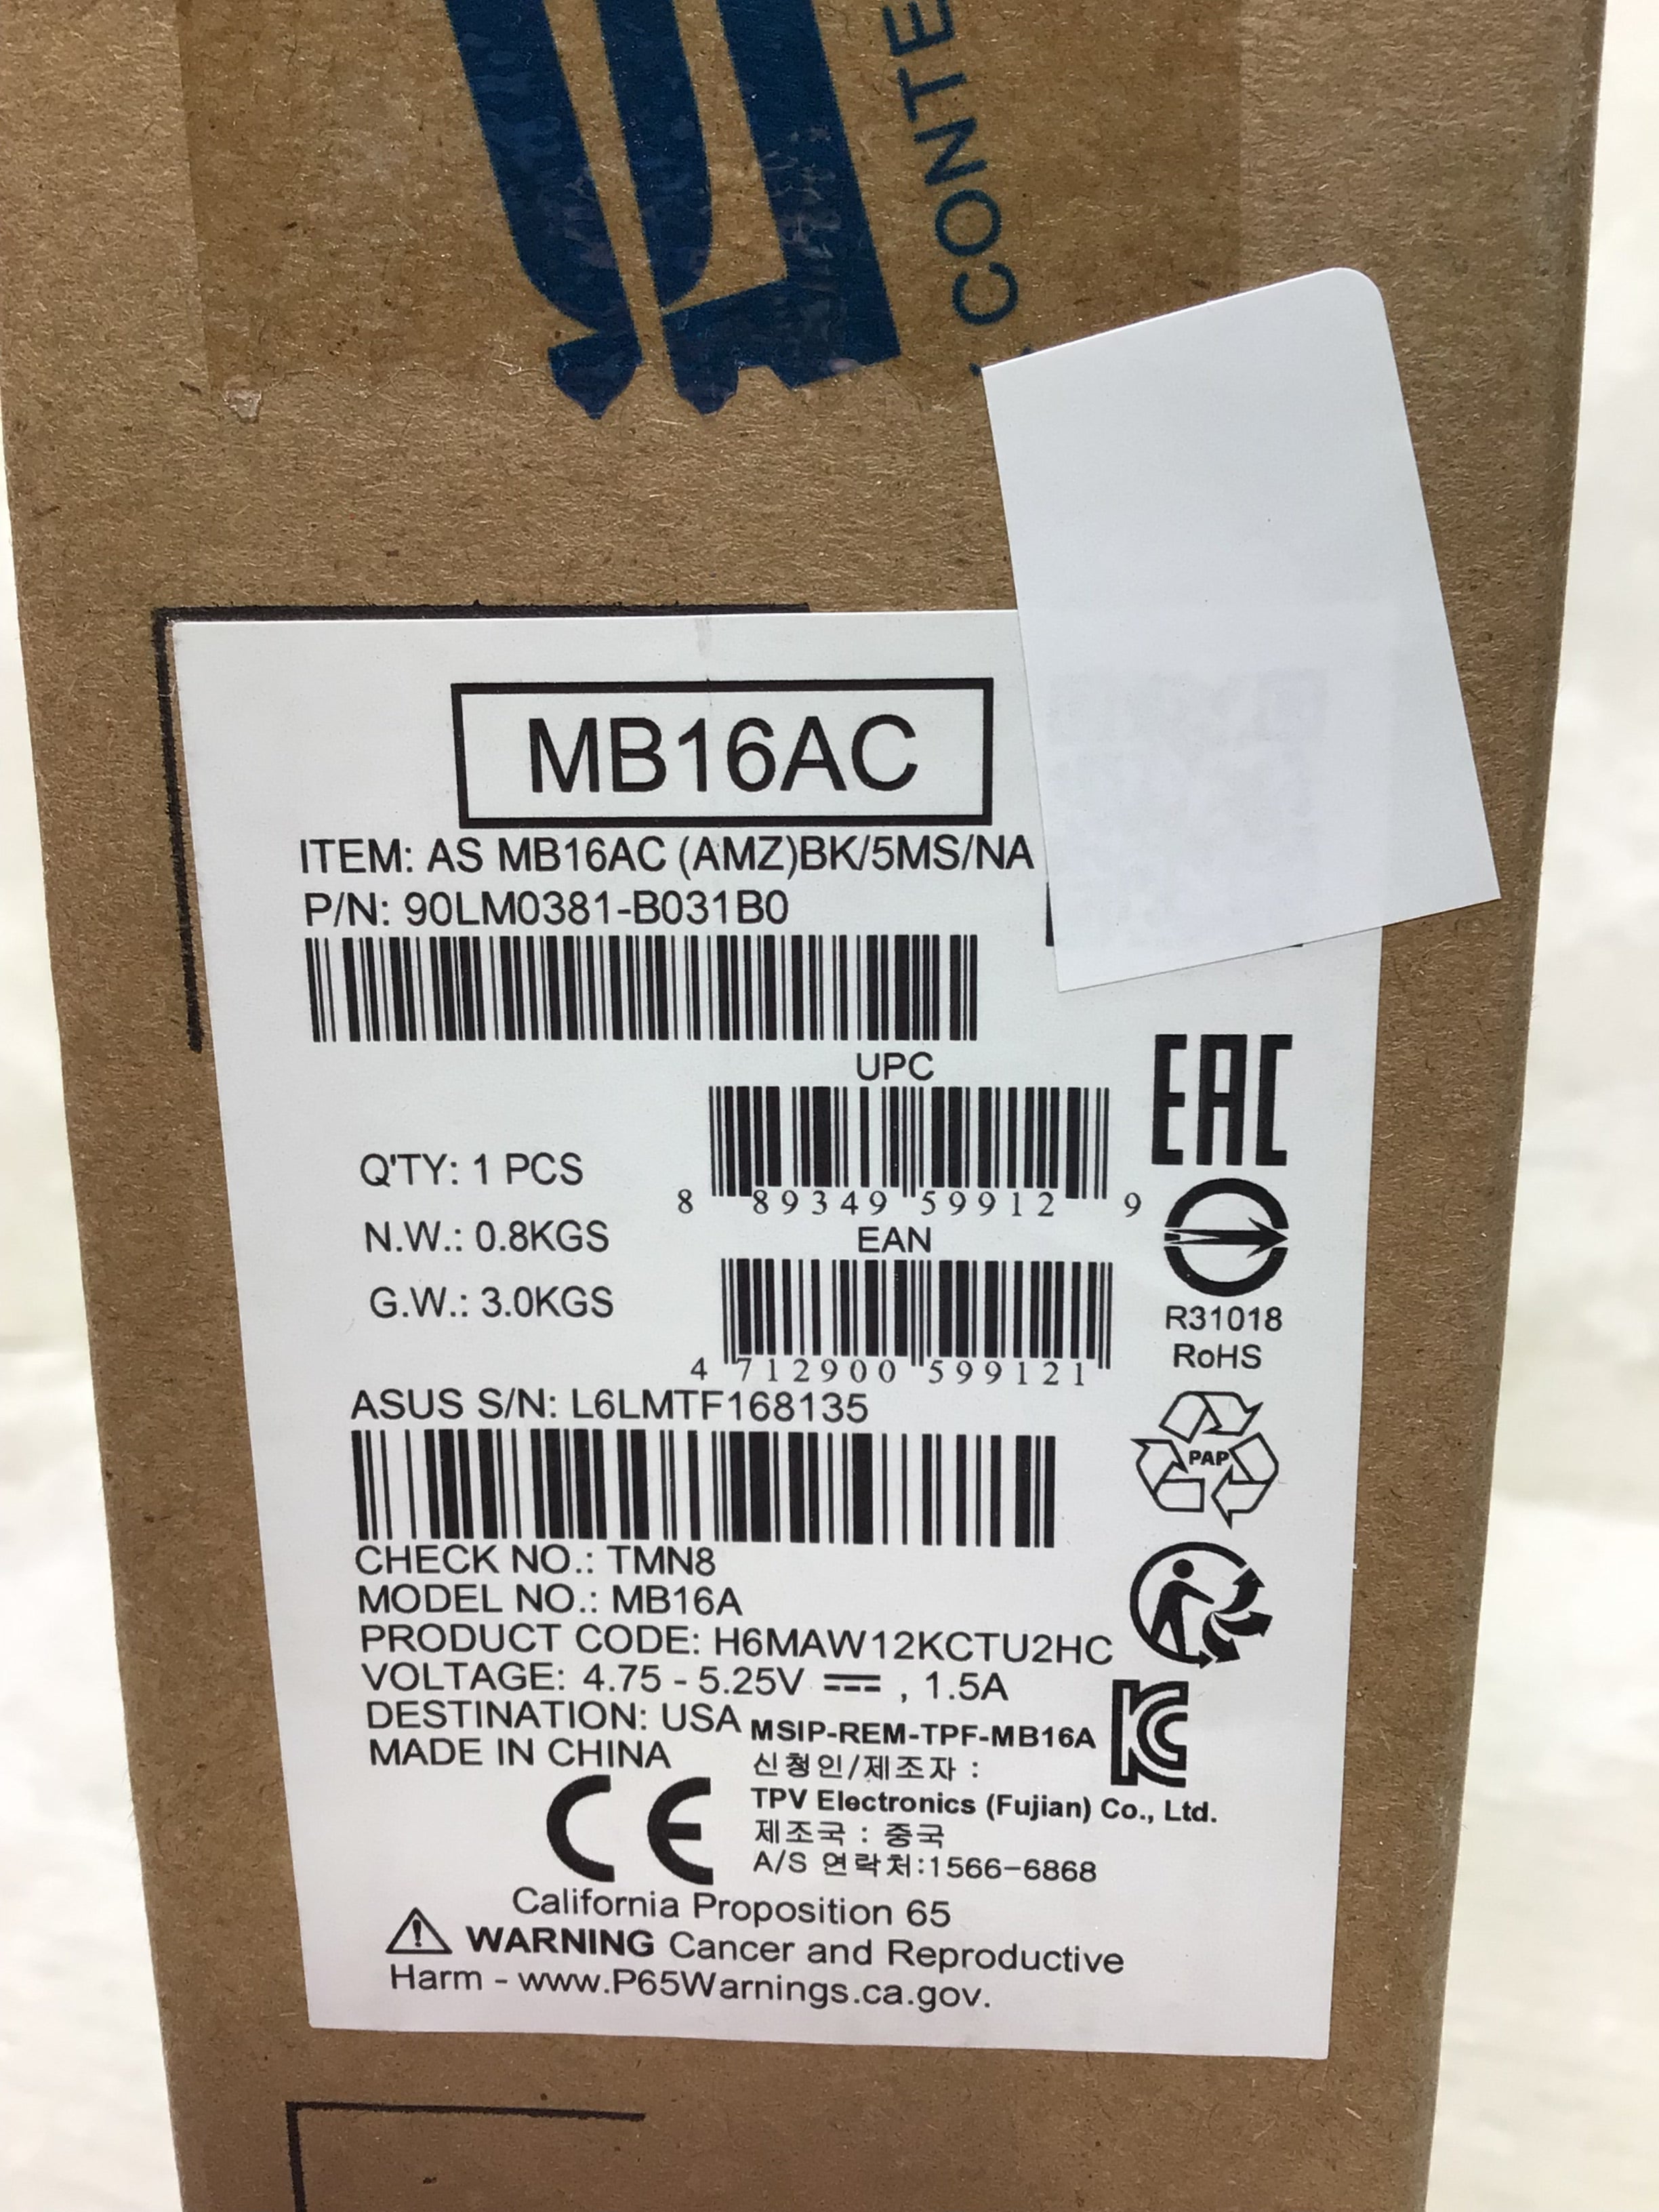 CONTE
MB16AC
ITEM: AS MB16AC (AMZ)BK/5MS/NA
P/N: 90LM0381-B031B0
UPC
8 89349 59912 9
EAC
Q'TY: 1 PCS
N.W.: 0.8KGS
G.W.: 3.0KGS
EAN
4 712900 599121
R31018
RoHS
ASUS S/N: L6LMTF168135
PAP
CHECK NO.: TMN8
MODEL NO.: MB16A
PRODUCT CODE: H6MAW12KCTU2HC
VOLTAGE: 4.75 - 5.25V ⎓ , 1.5A
DESTINATION: USA
MADE IN CHINA
MSIP-REM-TPF-MB16A
KC
신청인/제조자 :
TPV Electronics (Fujian) Co., Ltd.
제조국 : 중국
A/S 연락처:1566-6868
CE
California Proposition 65
WARNING Cancer and Reproductive
Harm - www.P65Warnings.ca.gov.